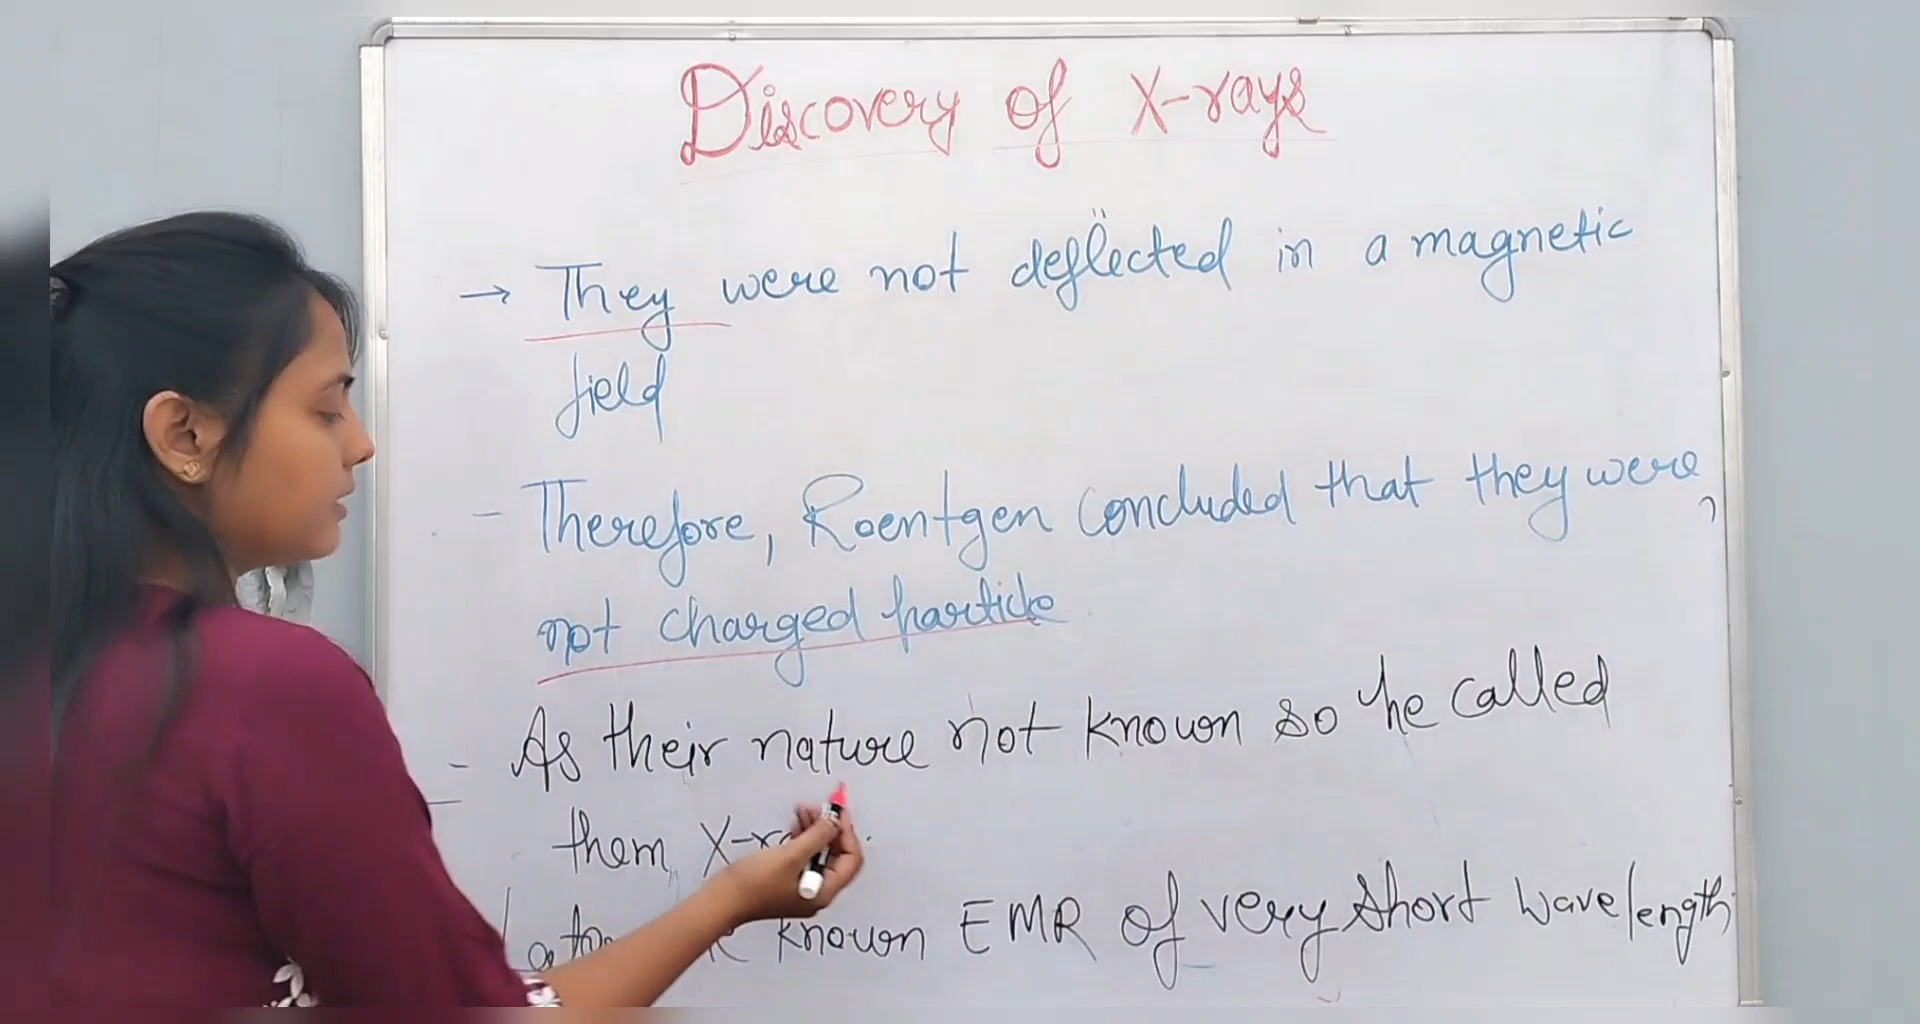 Discovery of X-rays
→ They were not deflected in a magnetic
field
- Therefore, Roentgen concluded that they were,
not charged particle
- As their nature not known so he called
them X-
known EMR of very short wavelength